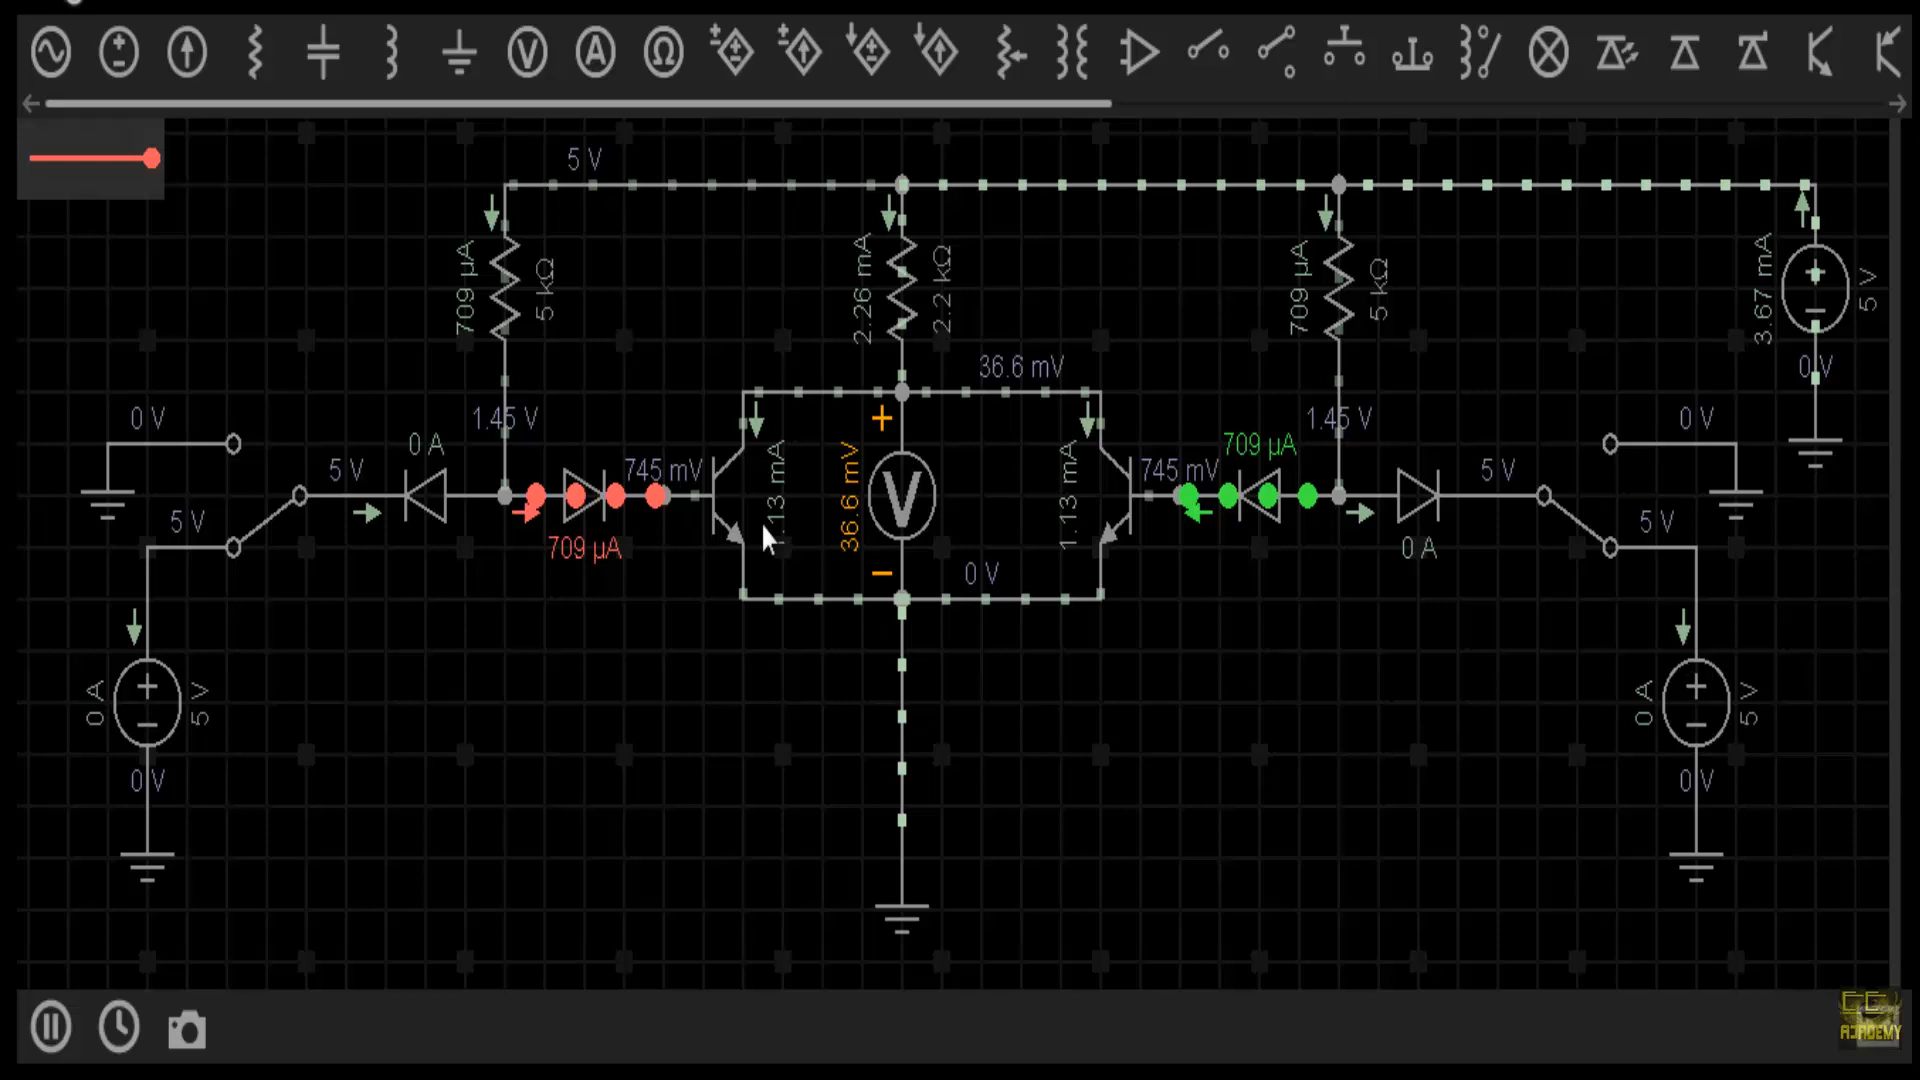 V
A
Ω
5 V
709 µA
5 kΩ
2.26 mA
2.2 kΩ
709 µA
5 kΩ
3.67 mA
5 V
0 V
36.6 mV
0 V
0 A
1.45 V
5 V
745 mV
709 µA
1.13 mA
36.6 mV
V
1.13 mA
745 mV
709 µA
1.45 V
5 V
0 V
5 V
0 A
5 V
0 V
0 A
5 V
0 V
0 A
5 V
0 V
ACADEMY